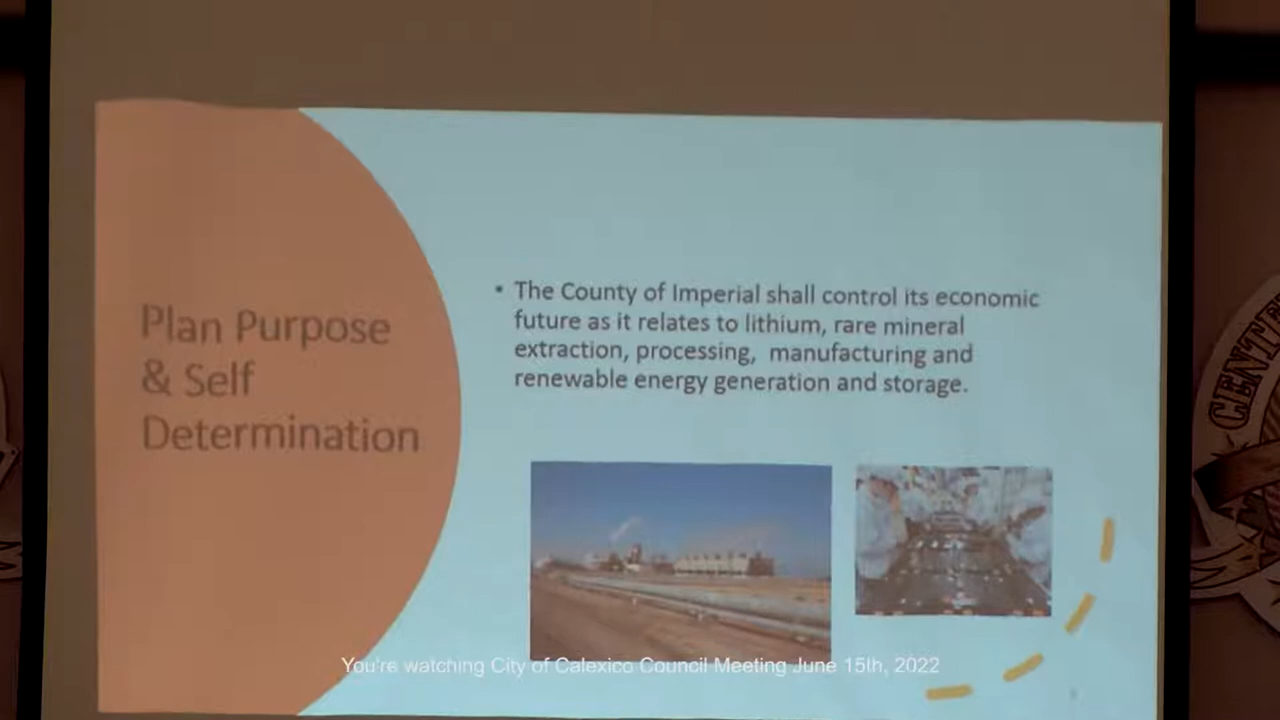 Plan Purpose
& Self
Determination
• The County of Imperial shall control its economic
future as it relates to lithium, rare mineral
extraction, processing, manufacturing and
renewable energy generation and storage.
You're watching City of Calexico Council Meeting June 15th, 2022